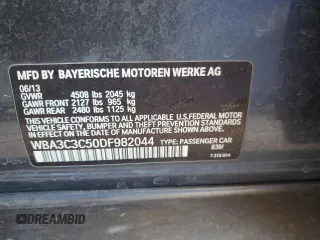 MFD BY BAYERISCHE MOTOREN WERKE AG
06/13
GVWR 4508 lbs 2045 kg
GAWR FRONT 2127 lbs 965 kg
GAWR REAR 2480 lbs 1125 kg
THIS VEHICLE CONFORMS TO ALL APPLICABLE U.S. FEDERAL MOTOR
VEHICLE SAFETY, BUMPER AND THEFT PREVENTION STANDARDS IN
EFFECT ON THE DATE OF MANUFACTURE SHOWN ABOVE.
WBA3C3C50DF982044 TYPE: PASSENGER CAR